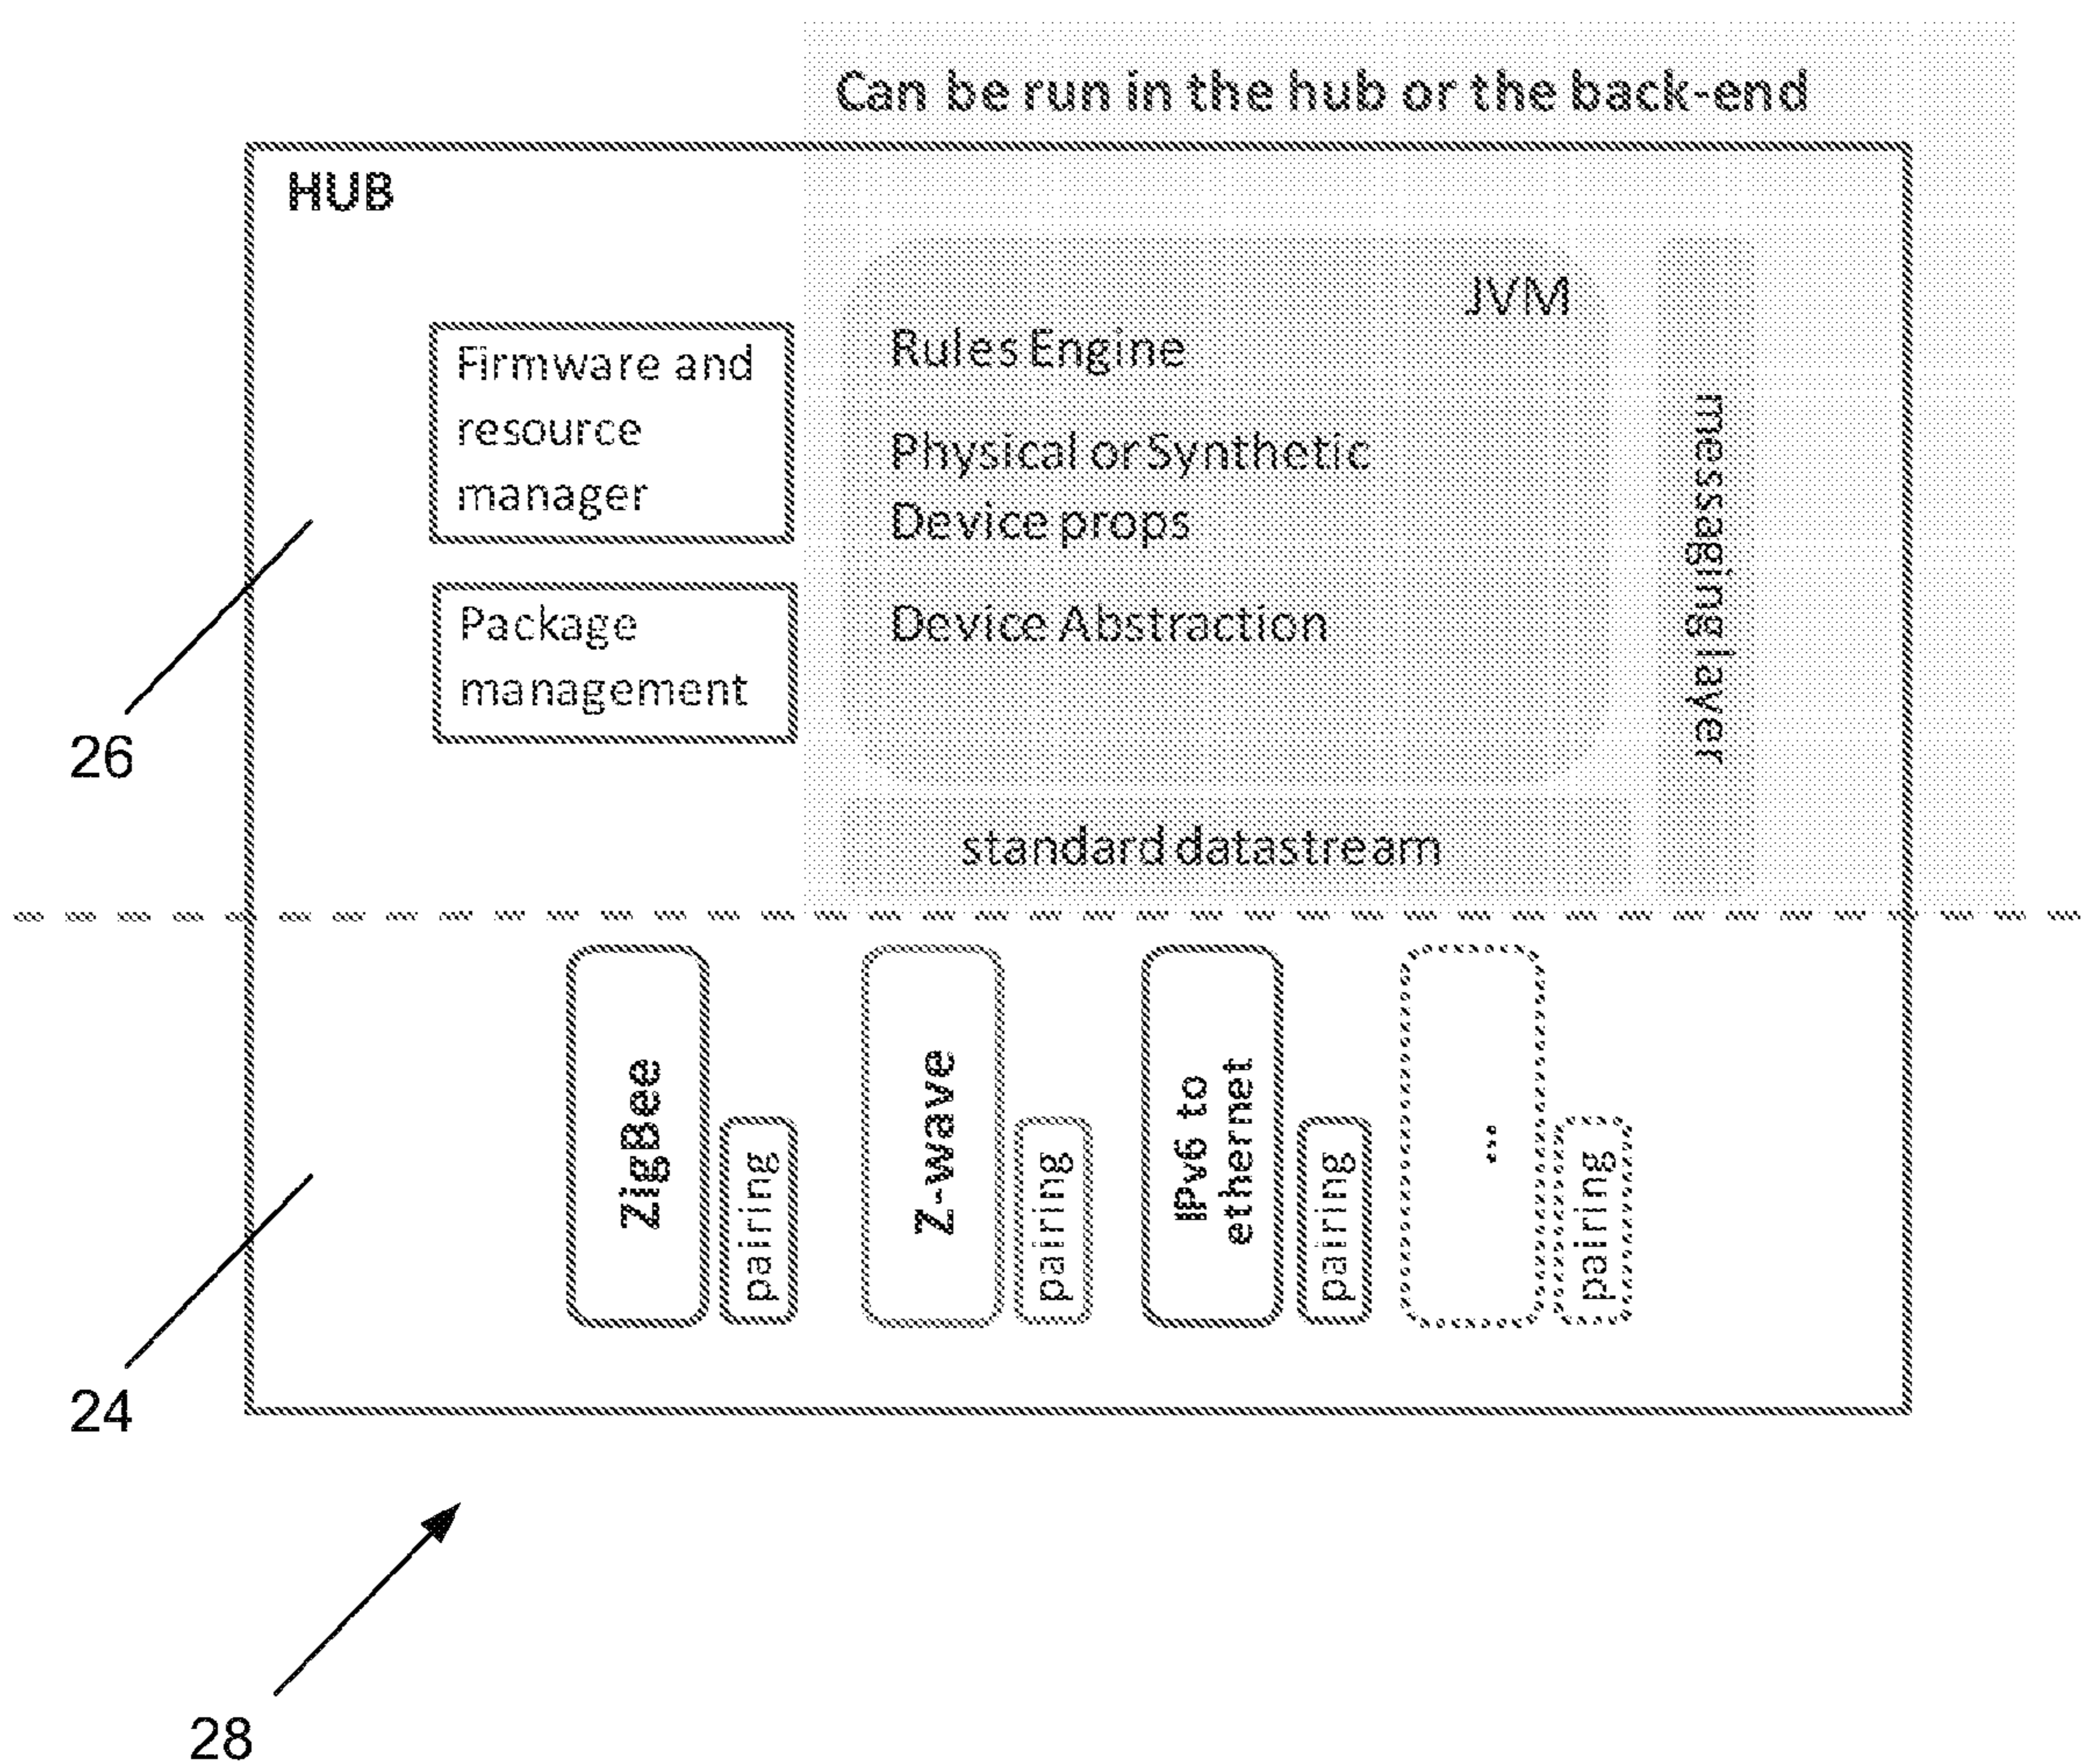 Can be run in the hub or the back-end
HUB
JVM
Firmware and
resource
manager
Rules Engine
Physical or Synthetic
Device props
Package
management
Device Abstraction
messaging layer
standard datastream
26
ZigBee
pairing
Z-wave
pairing
IPv6 to
ethernet
pairing
...
pairing
24
28